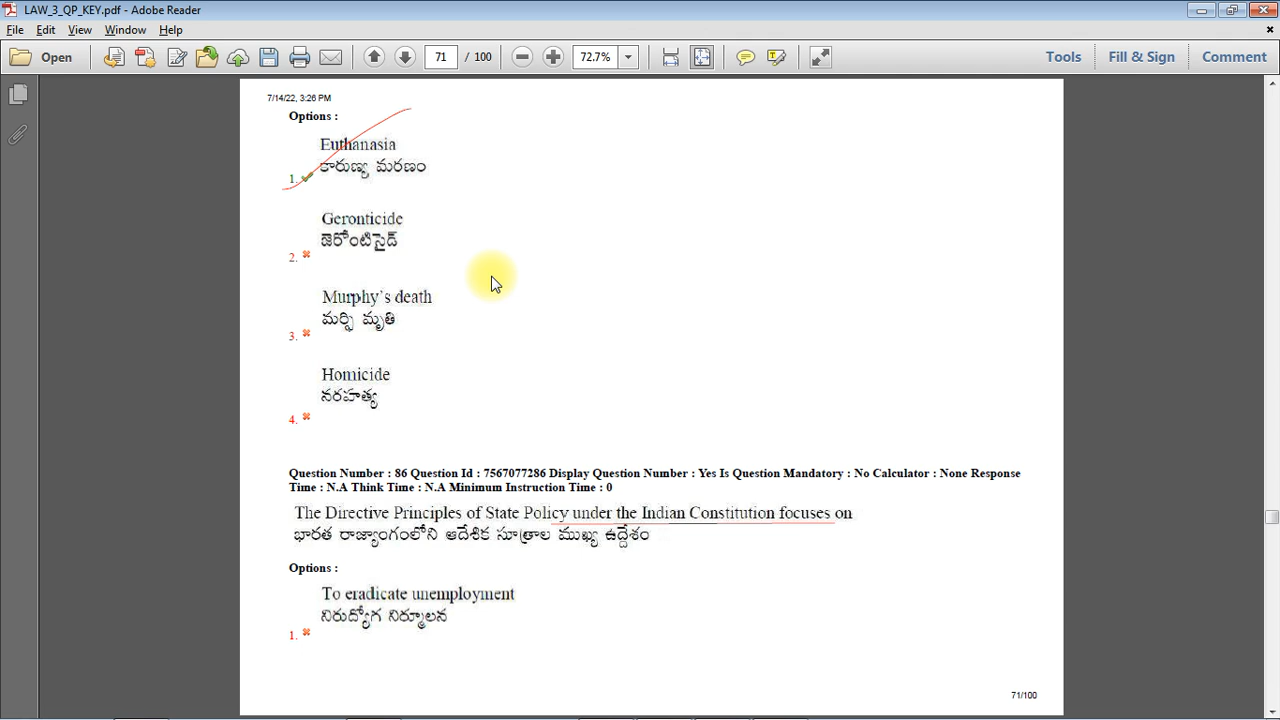 LAW_3_QP_KEY.pdf - Adobe Reader
File Edit View Window Help
Open 71 / 100 72.7% Tools Fill & Sign Comment
7/14/22, 3:26 PM
Options :
Euthanasia
కారుణ్య మరణం
1.
Geronticide
జెరోంటిసైడ్
2.
Murphy`s death
మర్ఫి మృతి
3.
Homicide
నరహత్య
4.
Question Number : 86 Question Id : 7567077286 Display Question Number : Yes Is Question Mandatory : No Calculator : None Response
Time : N.A Think Time : N.A Minimum Instruction Time : 0
The Directive Principles of State Policy under the Indian Constitution focuses on
భారత రాజ్యాంగంలోని ఆదేశిక సూత్రాల ముఖ్య ఉద్దేశం
Options :
To eradicate unemployment
నిరుద్యోగ నిర్మూలన
1.
71/100